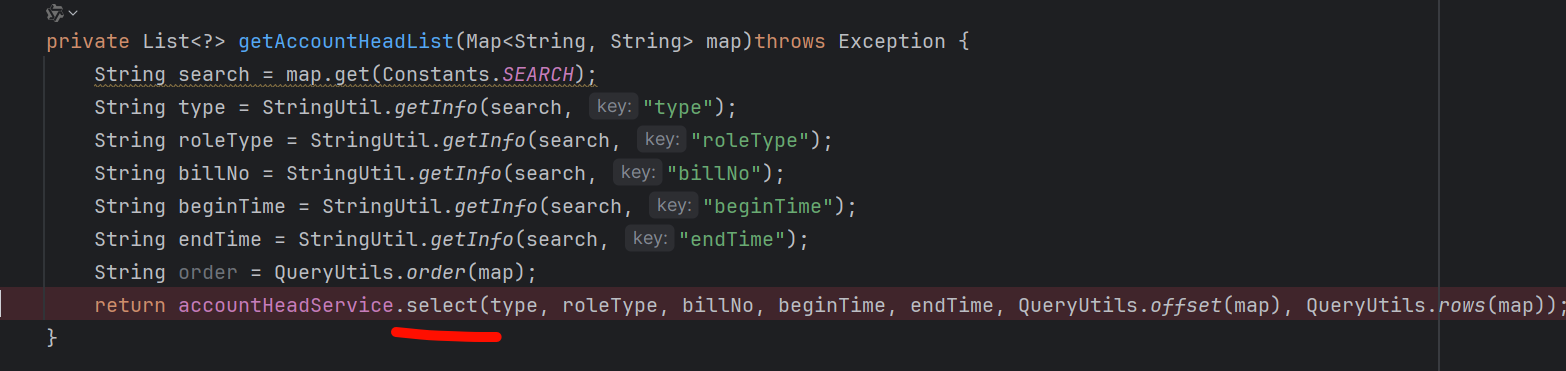 private List<?> getAccountHeadList(Map<String, String> map)throws Exception {
String search = map.get(Constants.SEARCH);
String type = StringUtil.getInfo(search, key: "type");
String roleType = StringUtil.getInfo(search, key: "roleType");
String billNo = StringUtil.getInfo(search, key: "billNo");
String beginTime = StringUtil.getInfo(search, key: "beginTime");
String endTime = StringUtil.getInfo(search, key: "endTime");
String order = QueryUtils.order(map);
return accountHeadService.select(type, roleType, billNo, beginTime, endTime, QueryUtils.offset(map), QueryUtils.rows(map));
}